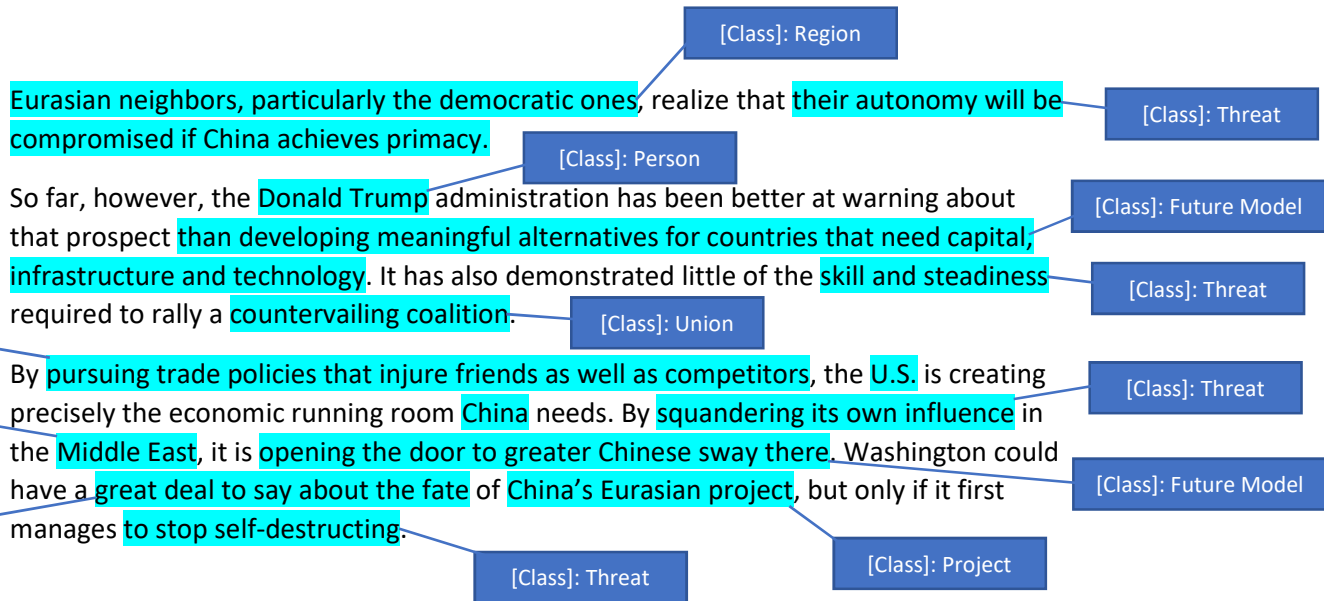 [Class]: Region
Eurasian neighbors, particularly the democratic ones, realize that their autonomy will be
[Class]: Threat
compromised if China achieves primacy.
[Class]: Person
So far, however, the Donald Trump administration has been better at warning about
[Class]: Future Model
that prospect than developing meaningful alternatives for countries that need capital,
infrastructure and technology. It has also demonstrated little of the skill and steadiness
[Class]: Threat
required to rally a countervailing coalition.
[Class]: Union
By pursuing trade policies that injure friends as well as competitors, the U.S. is creating
[Class]: Threat
precisely the economic running room China needs. By squandering its own influence in
the Middle East, it is opening the door to greater Chinese sway there. Washington could
have a great deal to say about the fate of China’s Eurasian project, but only if it first
[Class]: Future Model
manages to stop self-destructing.
[Class]: Project
[Class]: Threat